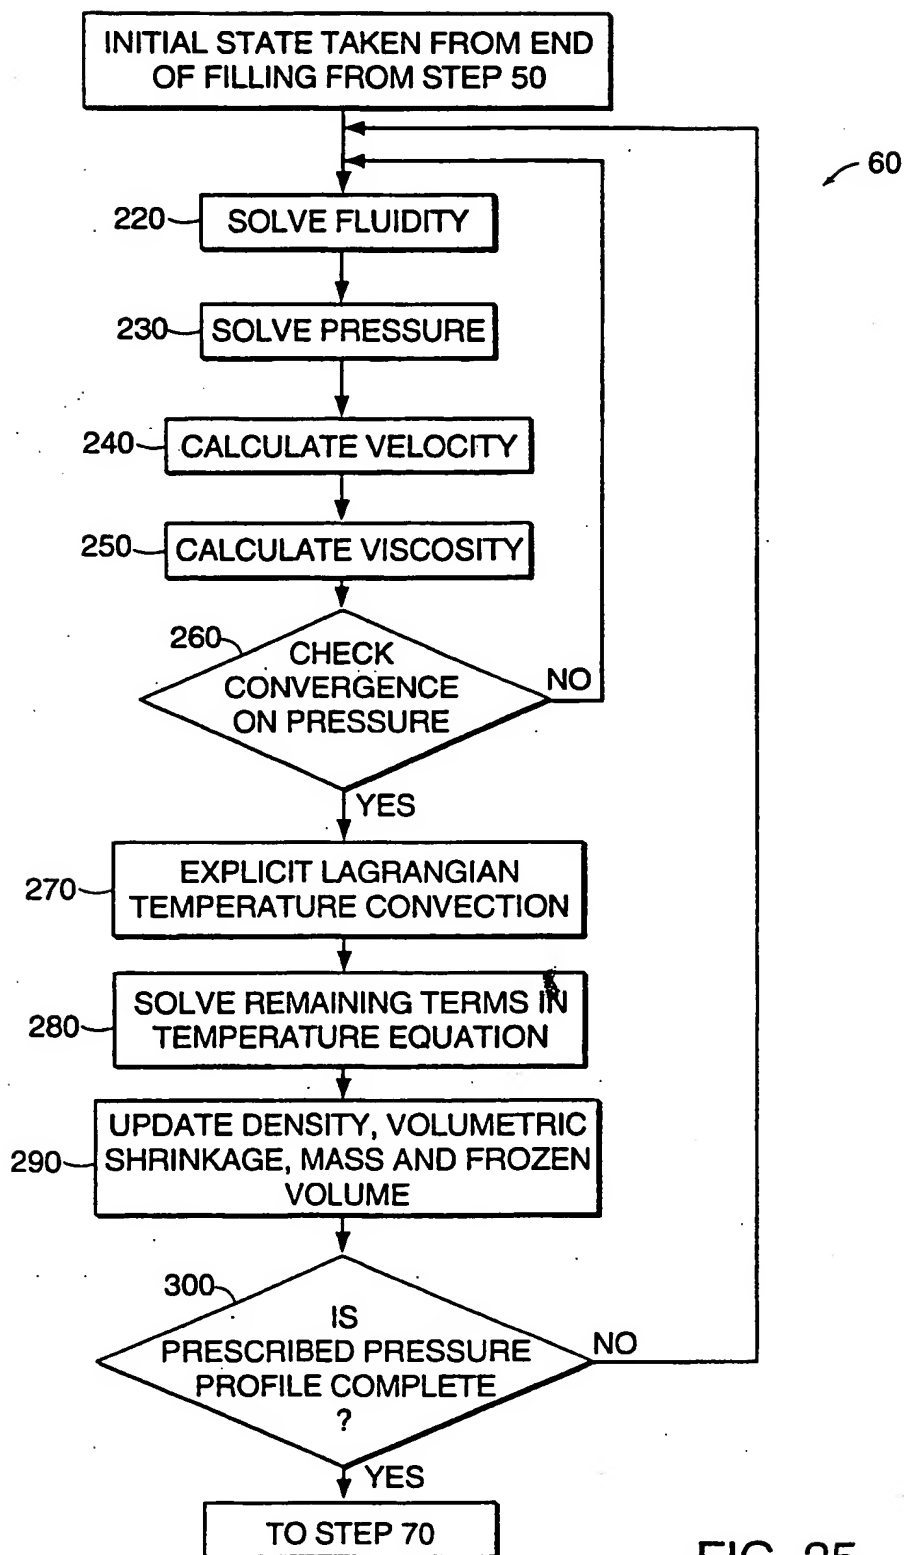 INITIAL STATE TAKEN FROM END
OF FILLING FROM STEP 50
60
220
SOLVE FLUIDITY
230
SOLVE PRESSURE
240
CALCULATE VELOCITY
250
CALCULATE VISCOSITY
260
CHECK
CONVERGENCE
ON PRESSURE
NO
YES
270
EXPLICIT LAGRANGIAN
TEMPERATURE CONVECTION
280
SOLVE REMAINING TERMS IN
TEMPERATURE EQUATION
290
UPDATE DENSITY, VOLUMETRIC
SHRINKAGE, MASS AND FROZEN
VOLUME
300
IS
PRESCRIBED PRESSURE
PROFILE COMPLETE
?
NO
YES
TO STEP 70